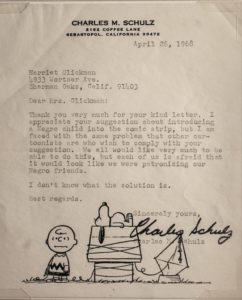 CHARLES M. SCHULZ
2162 COFFEE LANE
SEBASTOPOL, CALIFORNIA 95472
April 26, 1968
Harriet Glickman
4933 Wortser Ave.
Sherman Oaks, Calif. 91403
Dear Mrs. Glickman:
Thank you very much for your kind letter. I
appreciate your suggestion about introducing
a Negro child into the comic strip, but I am
faced with the same problem that other car-
toonists are who wish to comply with your
suggestion. We all would like very much to be
able to do this, but each of us is afraid that
it would look like we were patronizing our
Negro friends.
I don't know what the solution is.
Best regards.
Sincerely yours,
Charles Schulz
Charles M. Schulz